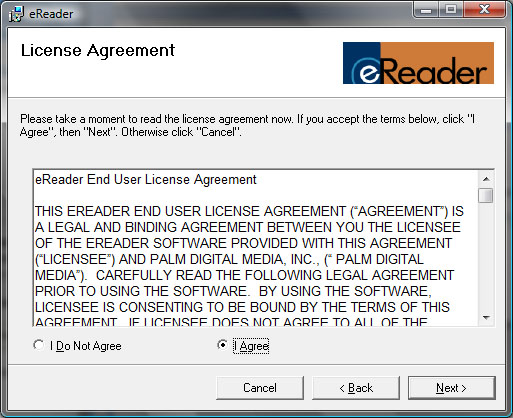 eReader
License Agreement
eReader
Please take a moment to read the license agreement now. If you accept the terms below, click "I
Agree", then "Next". Otherwise click "Cancel".
eReader End User License Agreement
THIS EREADER END USER LICENSE AGREEMENT (“AGREEMENT”) IS
A LEGAL AND BINDING AGREEMENT BETWEEN YOU THE LICENSEE
OF THE EREADER SOFTWARE PROVIDED WITH THIS AGREEMENT
(“LICENSEE”) AND PALM DIGITAL MEDIA, INC., (“ PALM DIGITAL
MEDIA”).  CAREFULLY READ THE FOLLOWING LEGAL AGREEMENT
PRIOR TO USING THE SOFTWARE.  BY USING THE SOFTWARE,
LICENSEE IS CONSENTING TO BE BOUND BY THE TERMS OF THIS
AGREEMENT.  IF LICENSEE DOES NOT AGREE TO ALL OF THE
I Do Not Agree
I Agree
Cancel
< Back
Next >